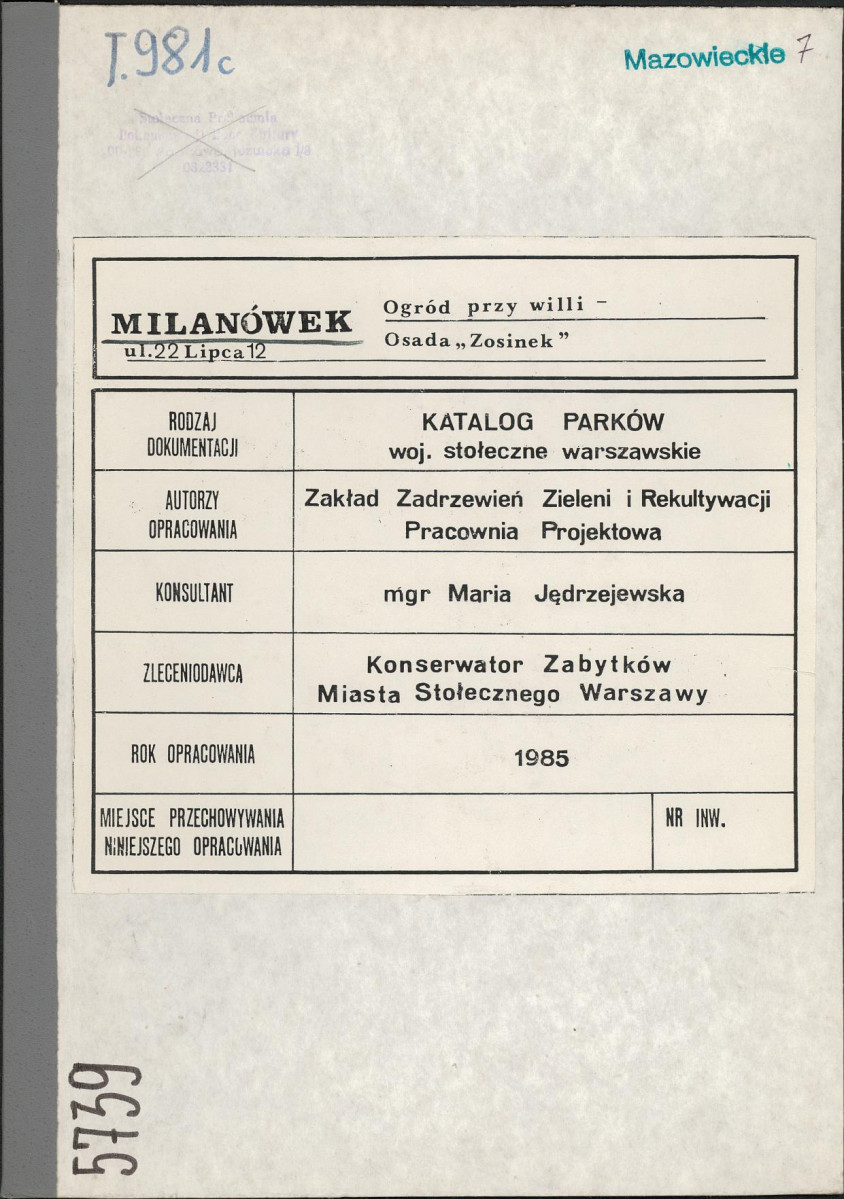 T.981c
Mazowieckie 7
MILANÓWEK
ul.22 Lipca 12
Ogród przy willi –
Osada „Zosinek”
RODZAJ
DOKUMENTACJI
KATALOG PARKÓW
woj. stołeczne warszawskie
AUTORZY
OPRACOWANIA
Zakład Zadrzewień Zieleni i Rekultywacji
Pracownia Projektowa
KONSULTANT
mgr Maria Jędrzejewska
ZLECENIODAWCA
Konserwator Zabytków
Miasta Stołecznego Warszawy
ROK OPRACOWANIA
1985
MIEJSCE PRZECHOWYWANIA
NINIEJSZEGO OPRACOWANIA
NR INW.
5739